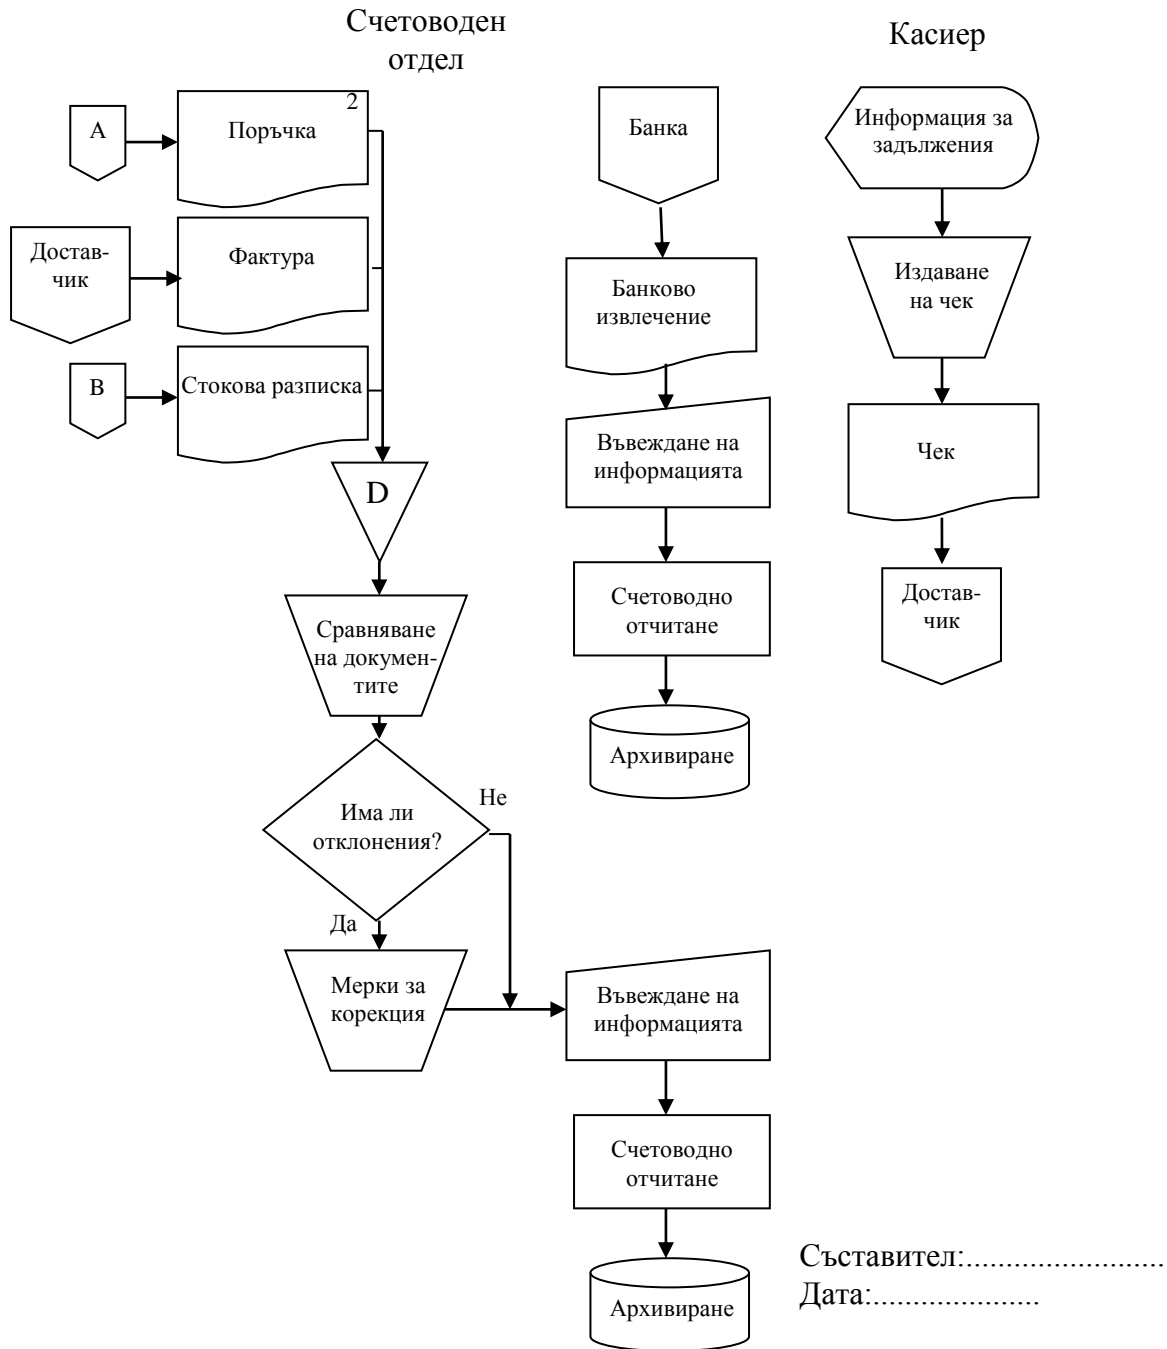 Счетоводен
отдел
Касиер
А
2
Поръчка
Достав-
чик
Фактура
В
Стокова разписка
D
Сравняване
на докумен-
тите
Има ли
отклонения?
Не
Да
Мерки за
корекция
Въвеждане на
информацията
Счетоводно
отчитане
Архивиране
Банка
Банково
извлечение
Въвеждане на
информацията
Счетоводно
отчитане
Архивиране
Информация за
задължения
Издаване
на чек
Чек
Достав-
чик
Съставител:........................
Дата:.....................